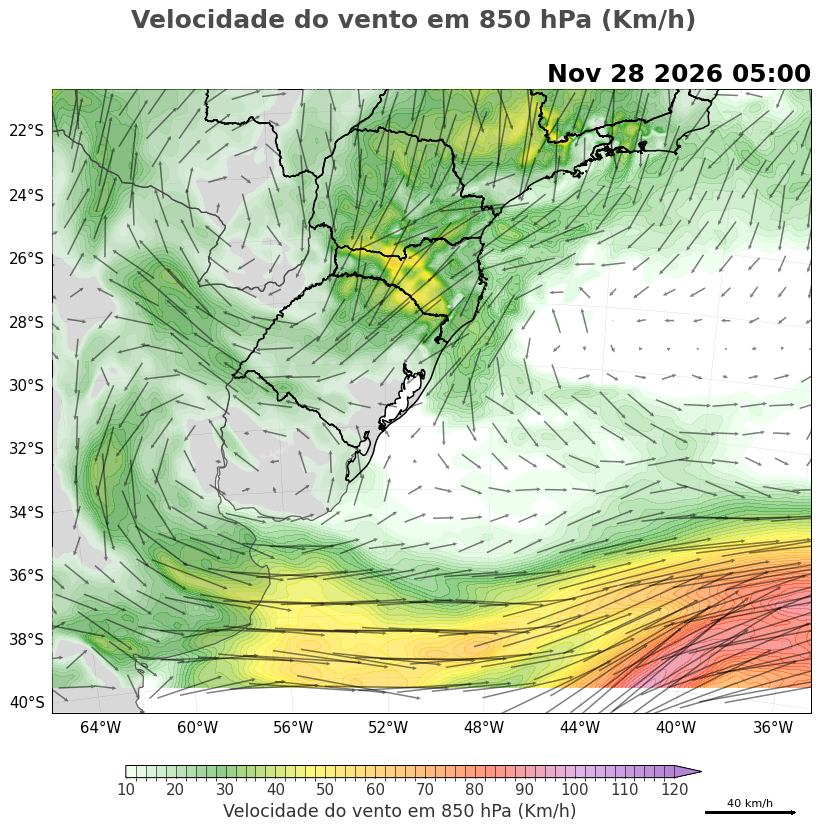 Velocidade do vento em 850 hPa (Km/h)
Nov 28 2026 05:00
22°S
24°S
26°S
28°S
30°S
32°S
34°S
36°S
38°S
40°S
64°W 60°W 56°W 52°W 48°W 44°W 40°W 36°W
10 20 30 40 50 60 70 80 90 100 110 120
Velocidade do vento em 850 hPa (Km/h)
40 km/h